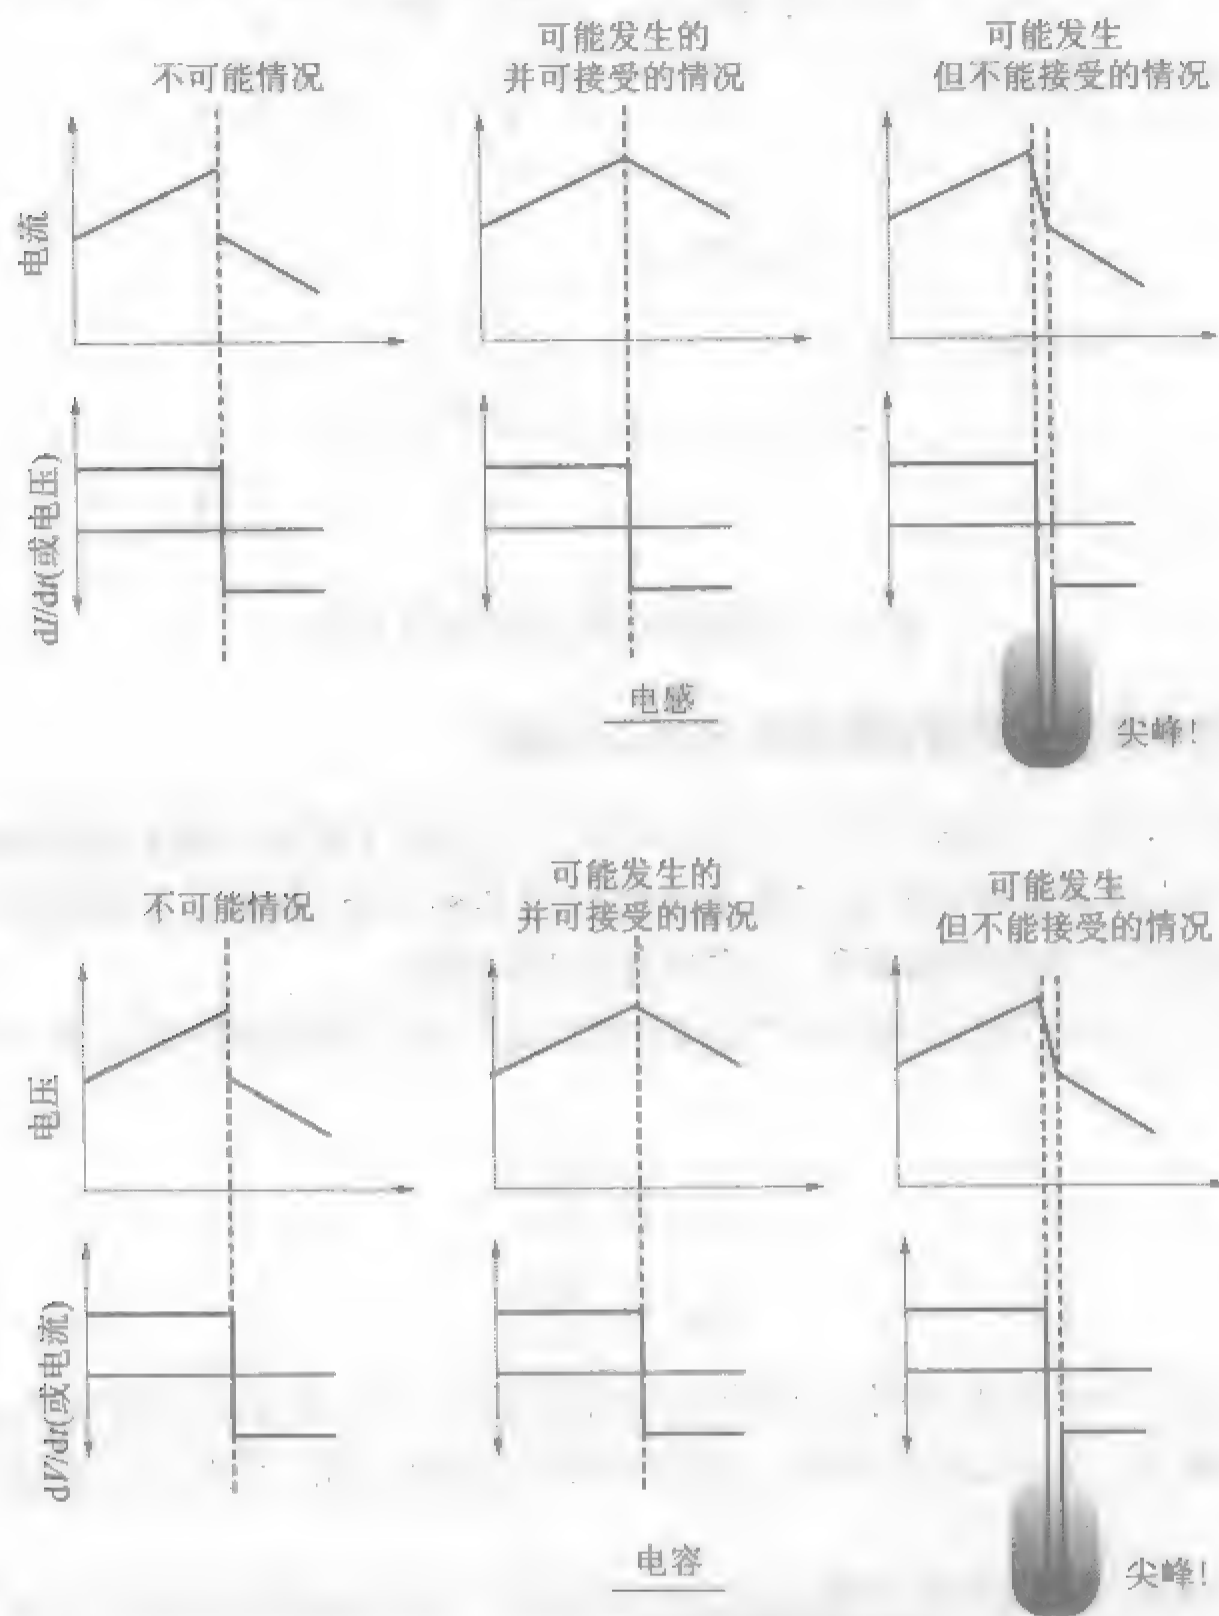 不可能情况
可能发生的
并可接受的情况
可能发生
但不能接受的情况
电流
dI/dt(或电压)
电感
尖峰!
不可能情况
可能发生的
并可接受的情况
可能发生
但不能接受的情况
电压
dV/dt(或电流)
电容
尖峰!